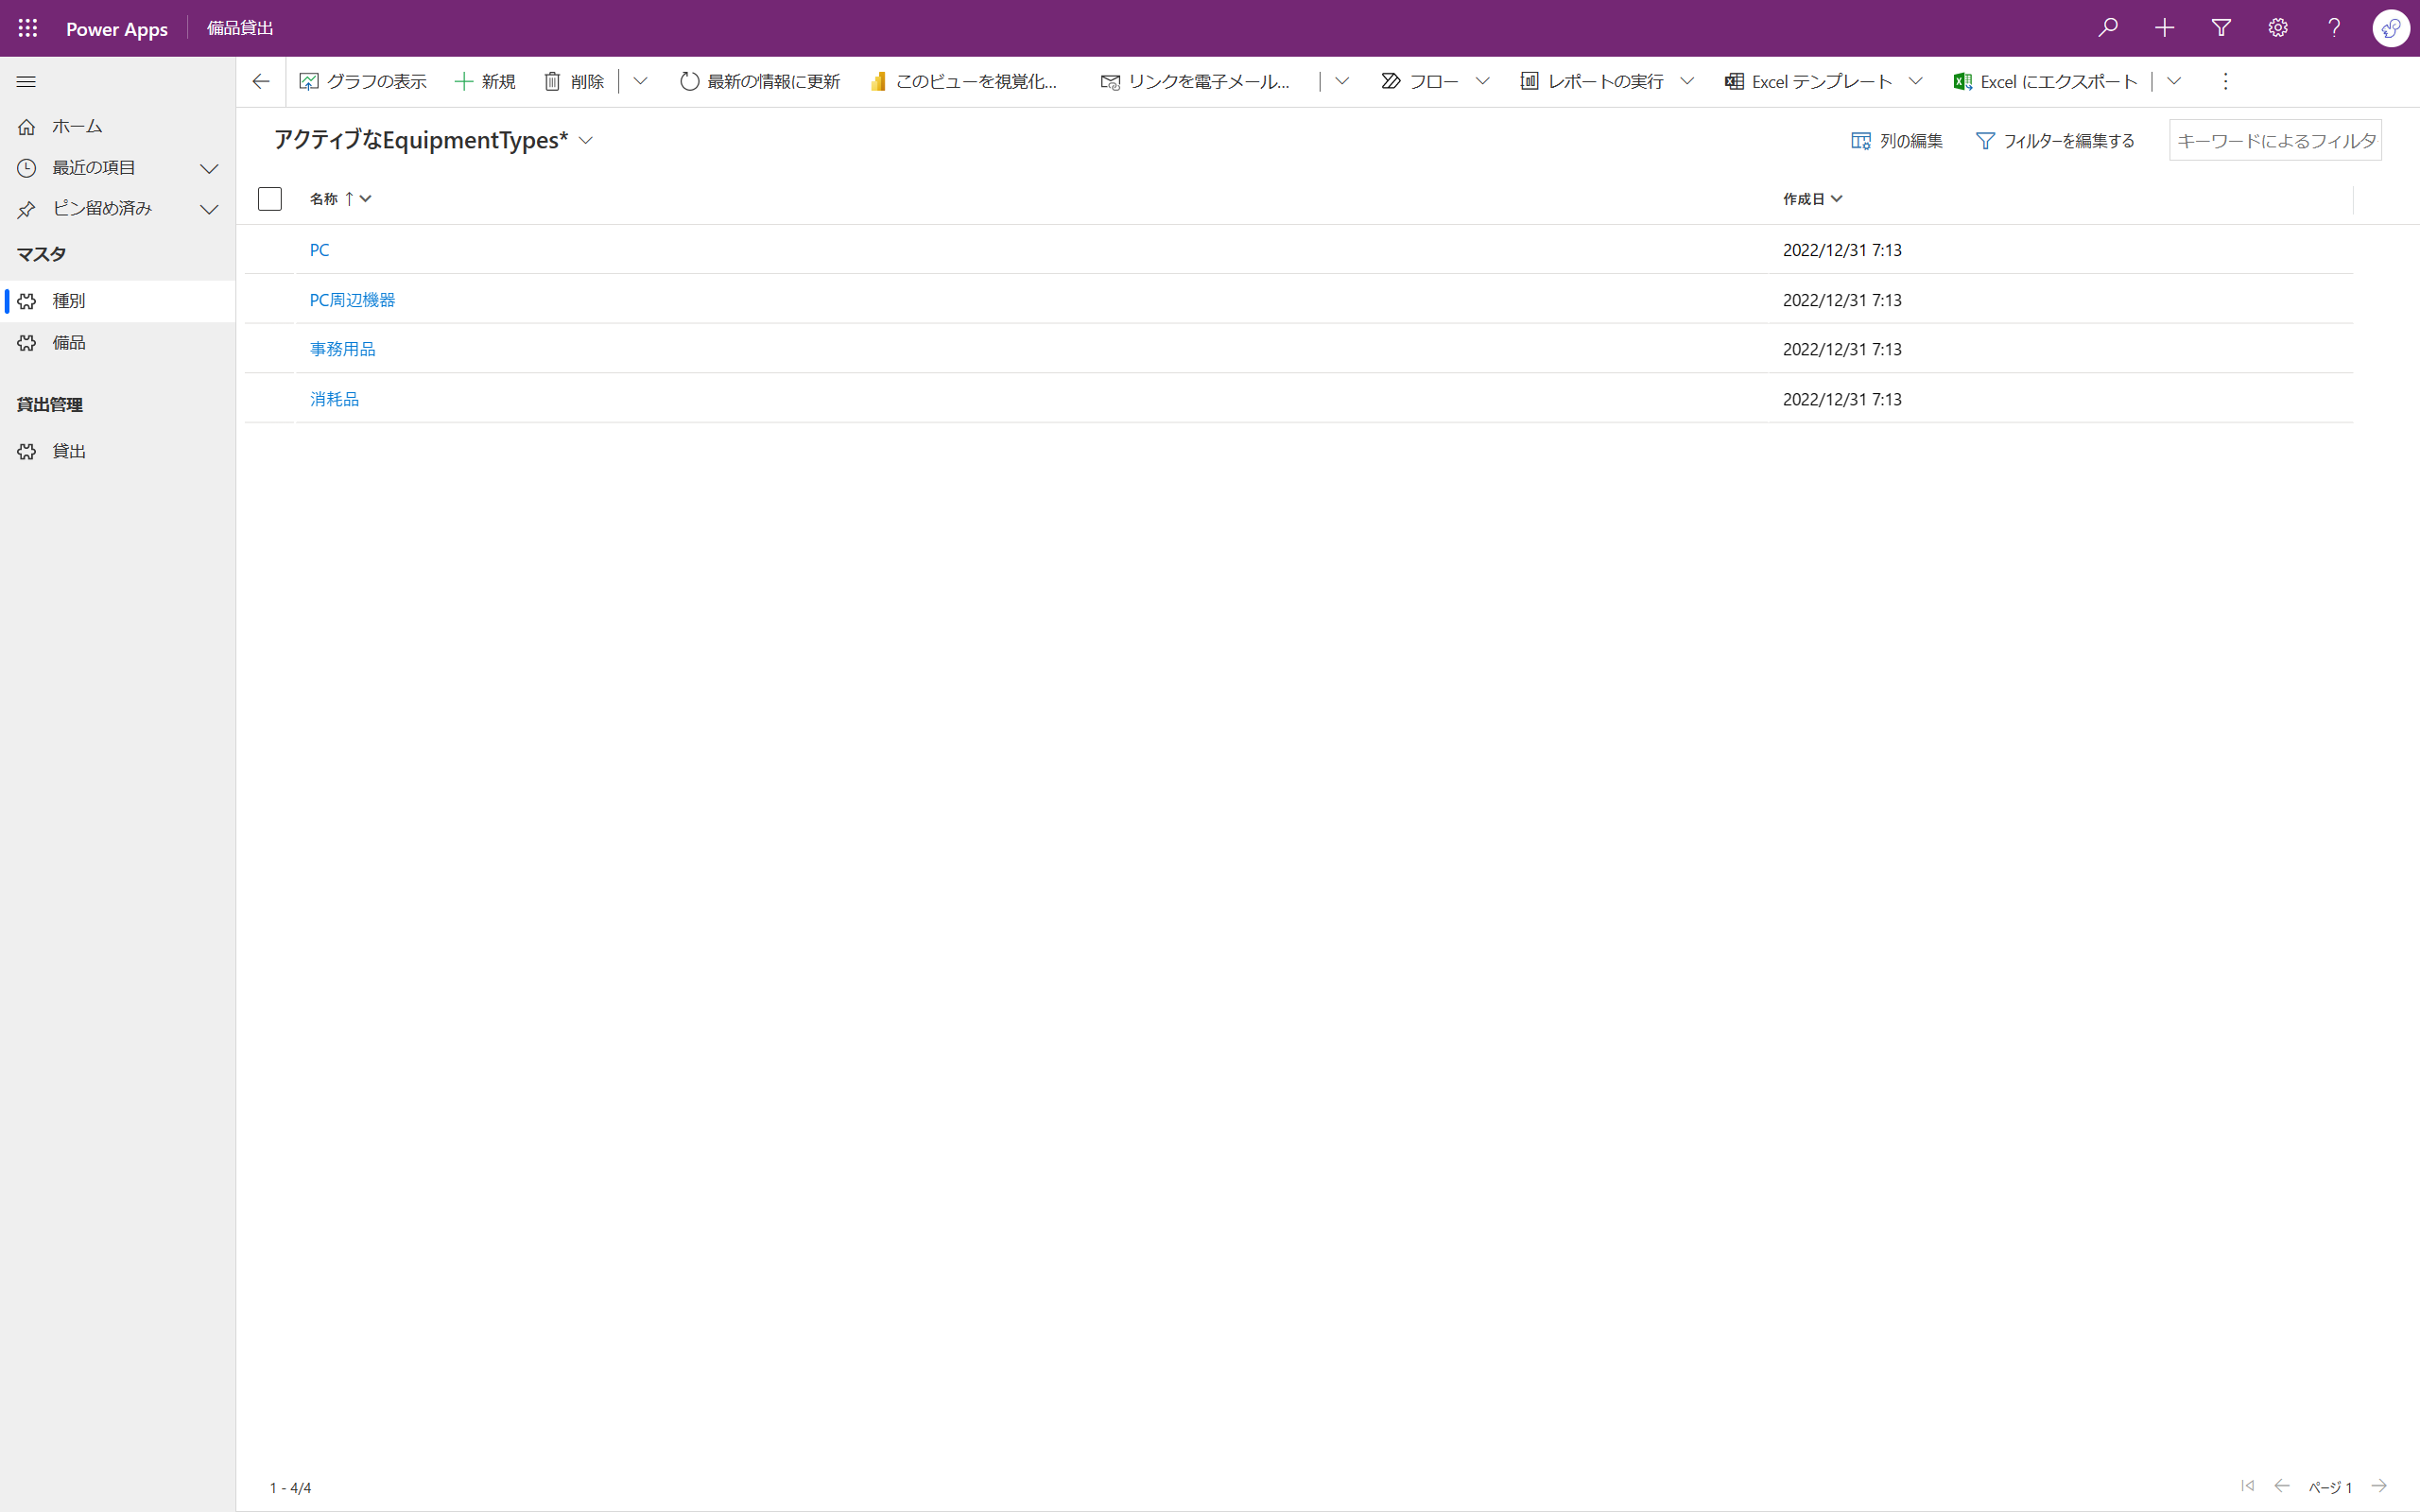 Power Apps 備品貸出
グラフの表示 新規 削除 最新の情報に更新 このビューを視覚化... リンクを電子メール... フロー レポートの実行 Excel テンプレート Excel にエクスポート
ホーム
最近の項目
ピン留め済み
マスタ
種別
備品
貸出管理
貸出
アクティブなEquipmentTypes*
列の編集 フィルターを編集する キーワードによるフィルタ
名称 作成日
PC 2022/12/31 7:13
PC周辺機器 2022/12/31 7:13
事務用品 2022/12/31 7:13
消耗品 2022/12/31 7:13
1 - 4/4 ページ 1